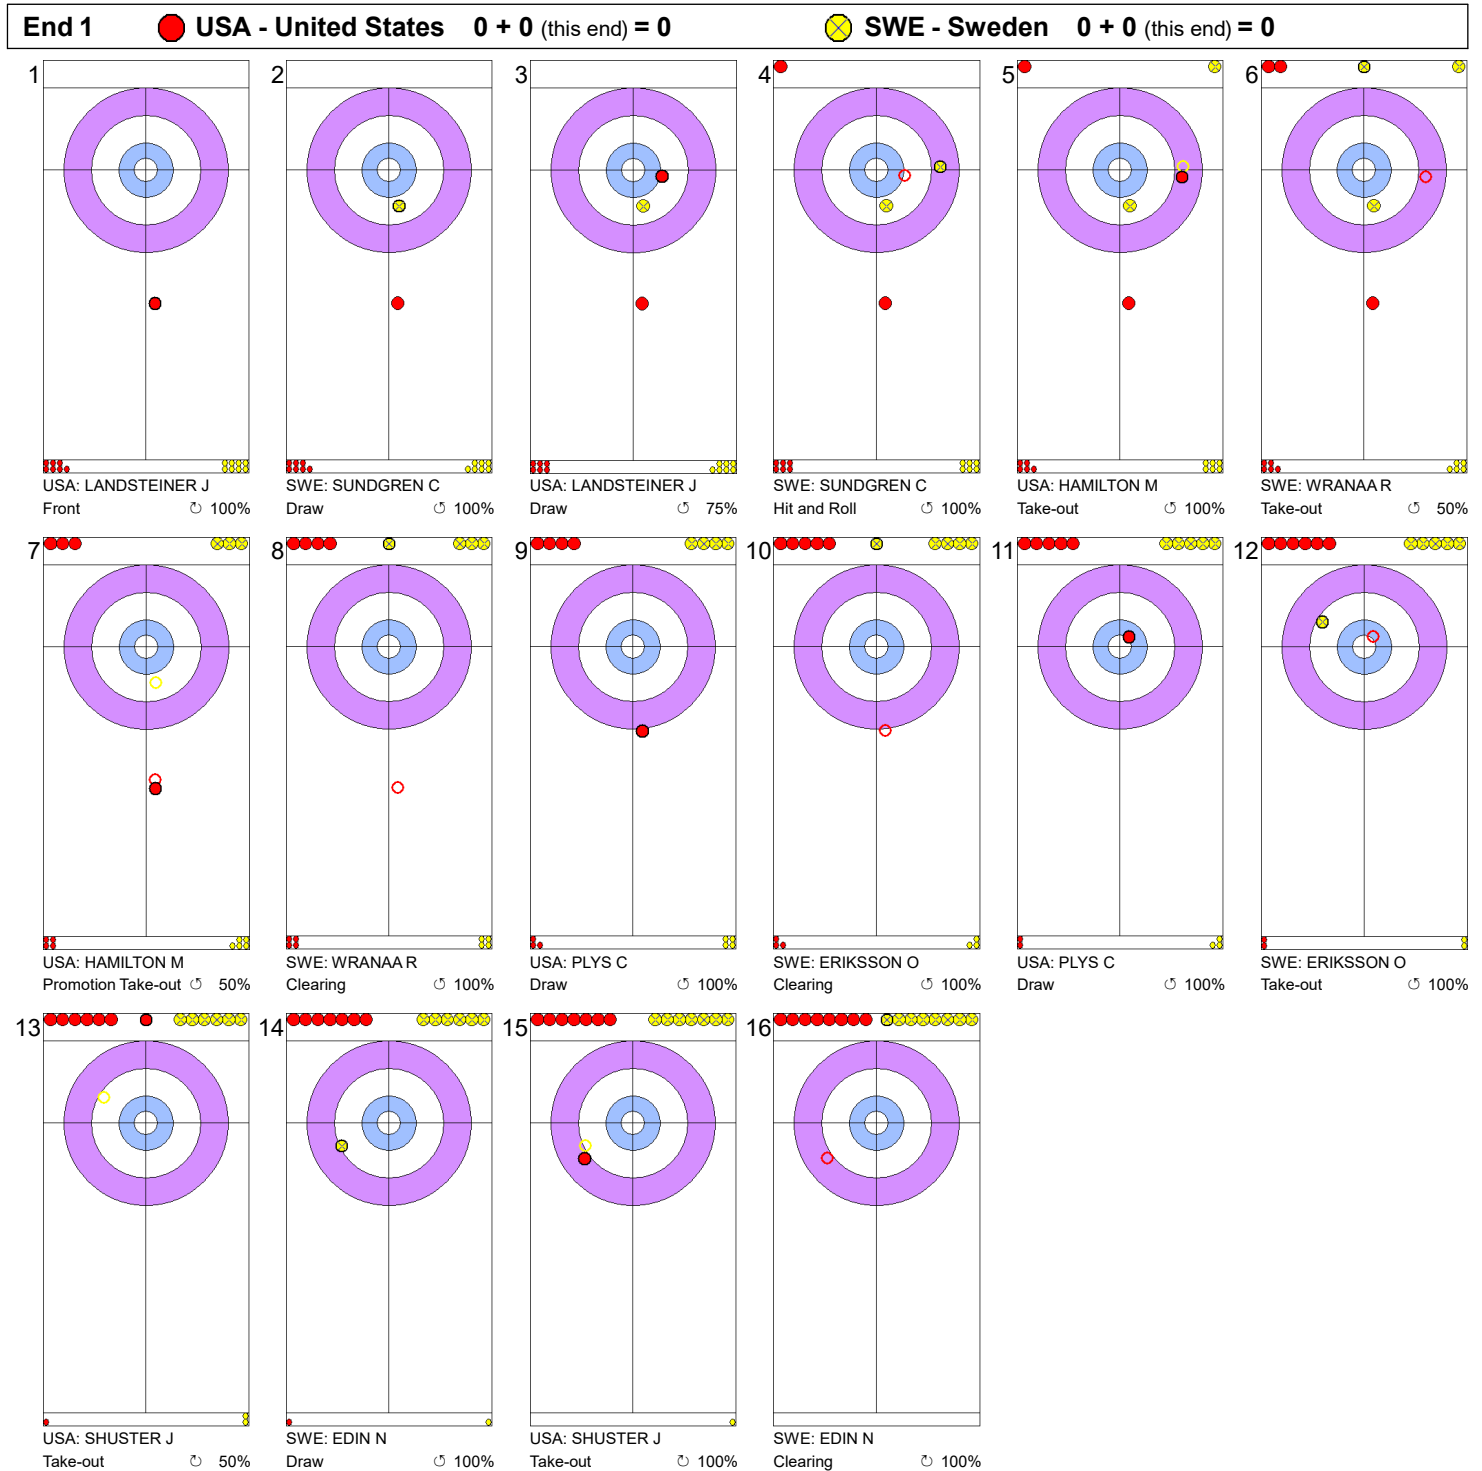 End 1 USA - United States 0 + 0 (this end) = 0 SWE - Sweden 0 + 0 (this end) = 0
1 2 3 4 5 6
USA: LANDSTEINER J SWE: SUNDGREN C USA: LANDSTEINER J SWE: SUNDGREN C USA: HAMILTON M SWE: WRANAA R
Front ↻ 100% Draw ↺ 100% Draw ↺ 75% Hit and Roll ↺ 100% Take-out ↺ 100% Take-out ↺ 50%
7 8 9 10 11 12
USA: HAMILTON M SWE: WRANAA R USA: PLYS C SWE: ERIKSSON O USA: PLYS C SWE: ERIKSSON O
Promotion Take-out ↺ 50% Clearing ↻ 100% Draw ↺ 100% Clearing ↻ 100% Draw ↺ 100% Take-out ↺ 100%
13 14 15 16
USA: SHUSTER J SWE: EDIN N USA: SHUSTER J SWE: EDIN N
Take-out ↻ 50% Draw ↻ 100% Take-out ↻ 100% Clearing ↻ 100%